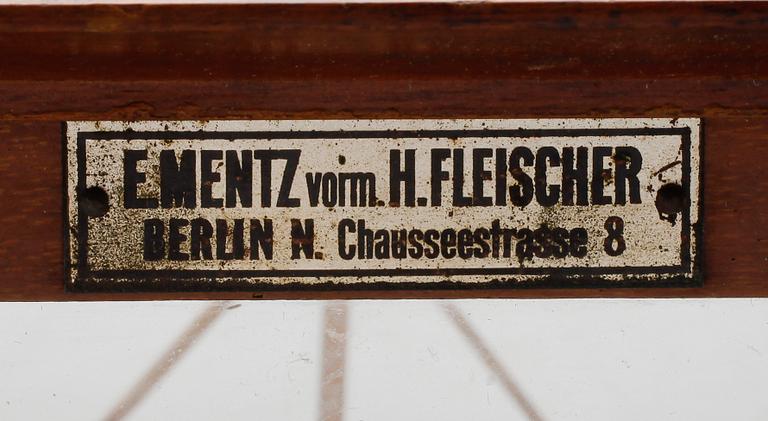 E. MENTZ vorm. H. FLEISCHER
BERLIN N. Chausseestrasse 8